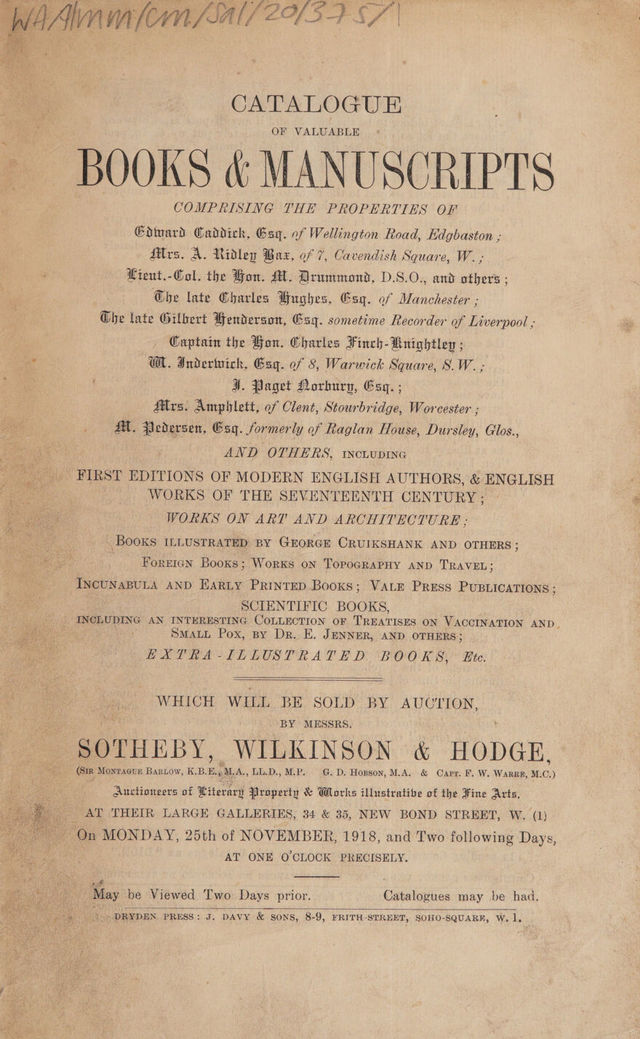 WA/Hmm/cm/Sal/20/375/1
CATALOGUE
OF VALUABLE
BOOKS & MANUSCRIPTS
COMPRISING THE PROPERTIES OF
Edward Caddick, Esq. of Wellington Road, Edgbaston;
Mrs. A. Ridley Bax, of 7, Cavendish Square, W.;
Lieut.-Col. the Hon. M. Drummond, D.S.O., and others;
The late Charles Hughes, Esq. of Manchester;
The late Gilbert Henderson, Esq. sometime Recorder of Liverpool;
Captain the Hon. Charles Finch-Knightley;
W. Inderwick, Esq. of 8, Warwick Square, S.W.;
J. Paget Norbury, Esq.;
Mrs. Amphlett, of Clent, Stourbridge, Worcester;
M. Pedersen, Esq. formerly of Raglan House, Dursley, Glos.,
AND OTHERS, INCLUDING
FIRST EDITIONS OF MODERN ENGLISH AUTHORS, & ENGLISH
WORKS OF THE SEVENTEENTH CENTURY;
WORKS ON ART AND ARCHITECTURE;
BOOKS ILLUSTRATED BY GEORGE CRUIKSHANK AND OTHERS;
FOREIGN BOOKS; WORKS ON TOPOGRAPHY AND TRAVEL;
INCUNABULA AND EARLY PRINTED BOOKS; VALE PRESS PUBLICATIONS;
SCIENTIFIC BOOKS,
INCLUDING AN INTERESTING COLLECTION OF TREATISES ON VACCINATION AND
SMALL POX, BY DR. E. JENNER, AND OTHERS;
EXTRA-ILLUSTRATED BOOKS, Etc.
WHICH WILL BE SOLD BY AUCTION,
BY MESSRS.
SOTHEBY, WILKINSON & HODGE,
(SIR MONTAGUE BARLOW, K.B.E., M.A., LL.D., M.P. G. D. HOBSON, M.A. & CAPT. F. W. WARRE, M.C.)
Auctioneers of Literary Property & Works illustrative of the Fine Arts,
AT THEIR LARGE GALLERIES, 34 & 35, NEW BOND STREET, W. (1)
On MONDAY, 25th of NOVEMBER, 1918, and Two following Days,
AT ONE O'CLOCK PRECISELY.
May be Viewed Two Days prior. Catalogues may be had.
DRYDEN PRESS: J. DAVY & SONS, 8-9, FRITH-STREET, SOHO-SQUARE, W. 1.